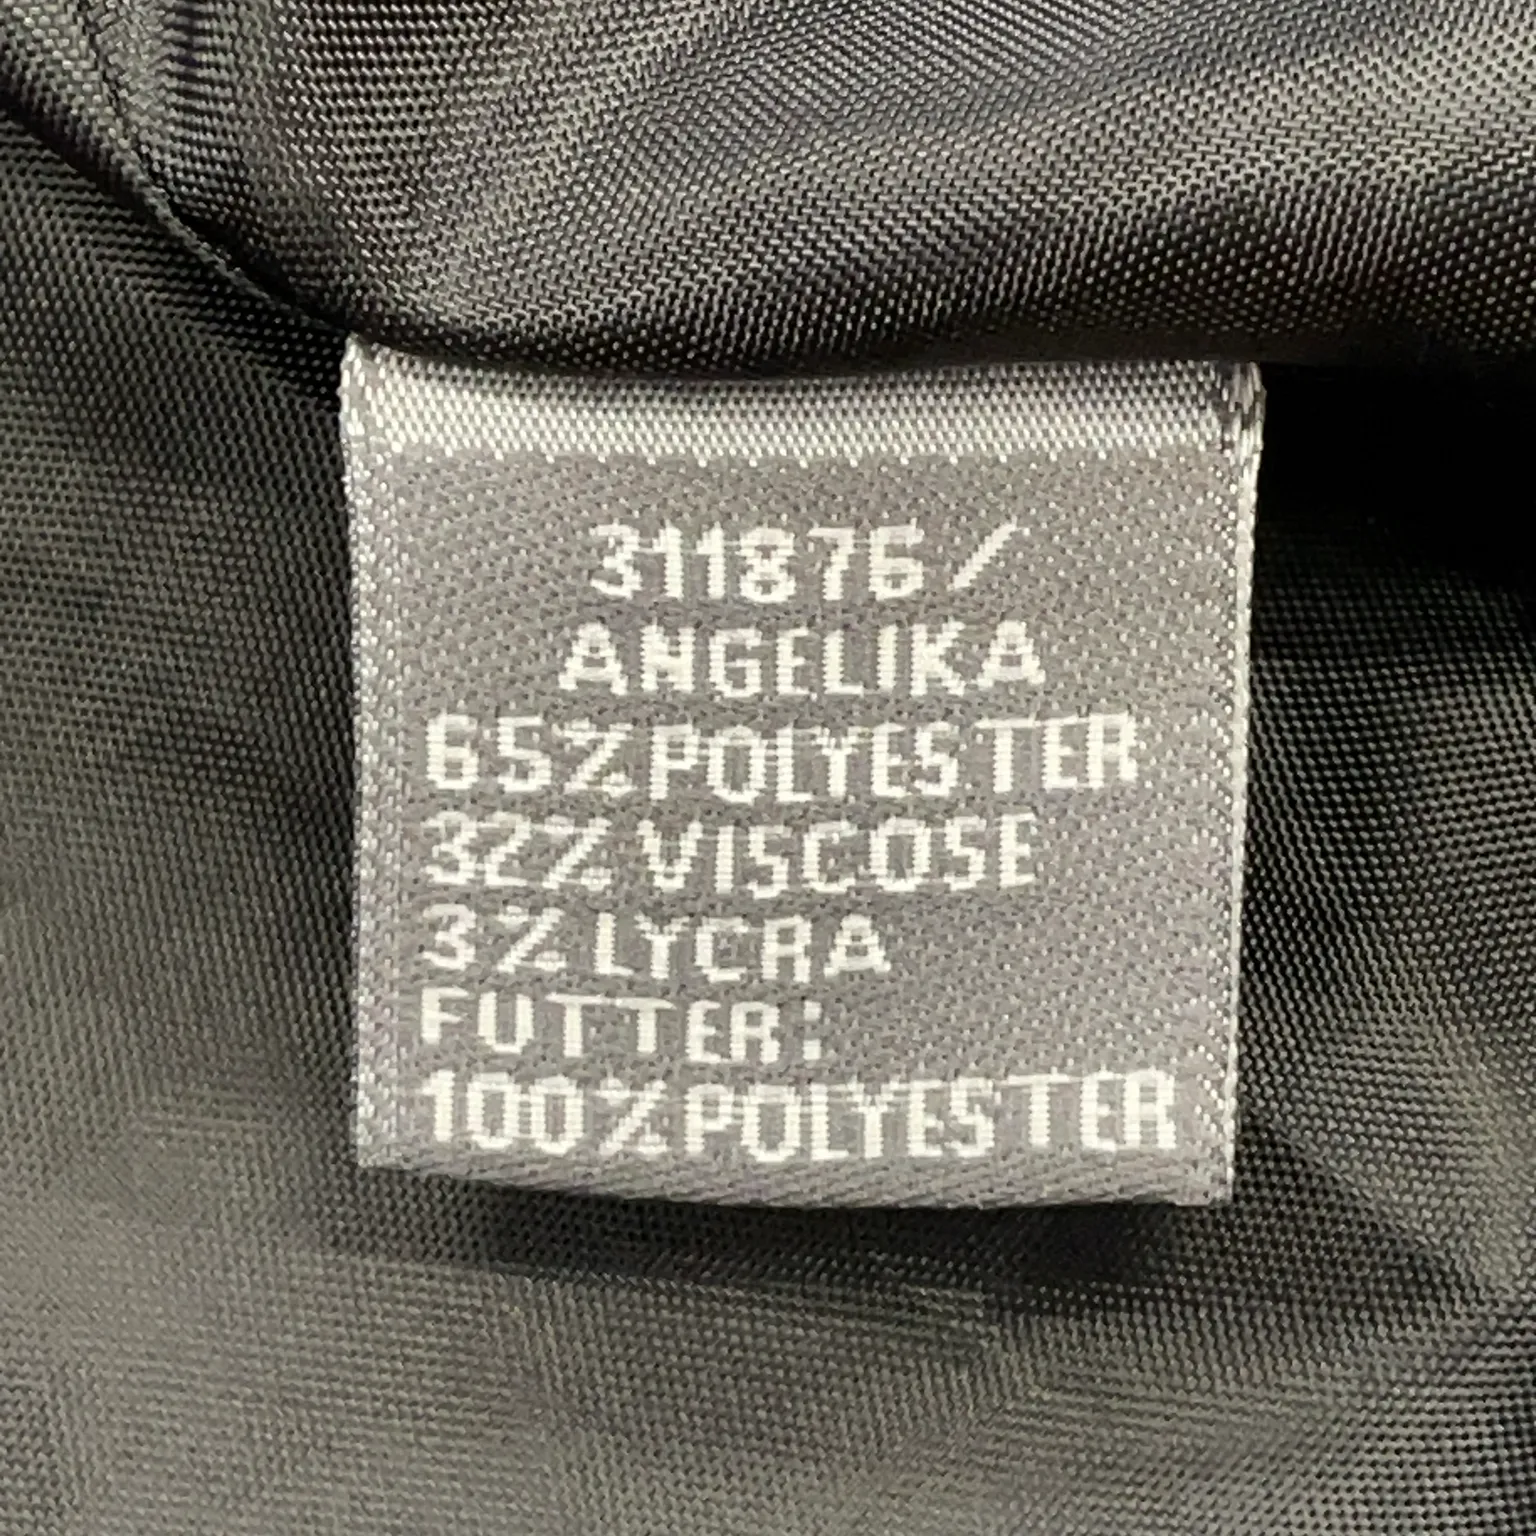 311876/
ANGELIKA
65%POLYESTER
32%VISCOSE
3%LYCRA
FUTTER:
100%POLYESTER